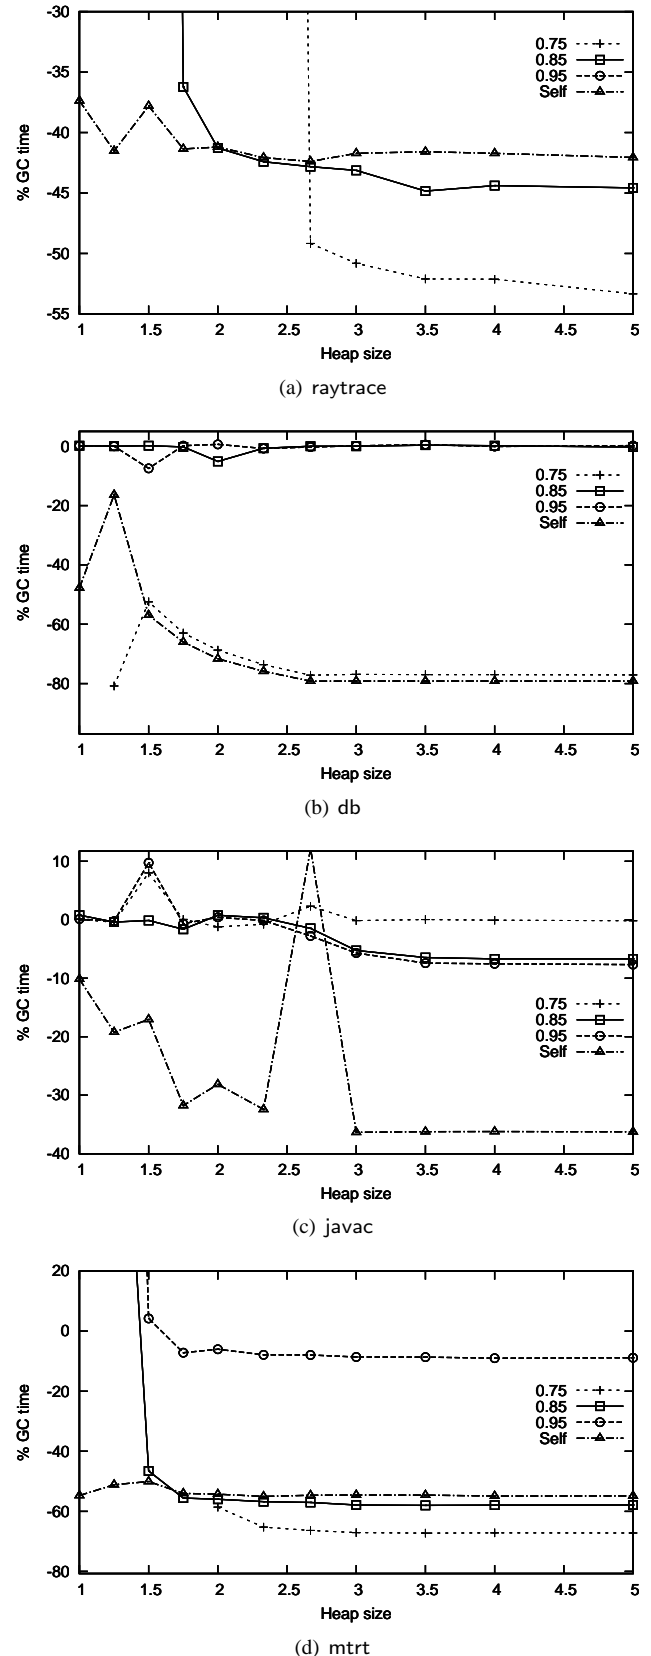 -30
-35
-40
-45
-50
-55
% GC time
0.75
0.85
0.95
Self
1 1.5 2 2.5 3 3.5 4 4.5 5
Heap size
(a) raytrace
0
-20
-40
-60
-80
% GC time
0.75
0.85
0.95
Self
1 1.5 2 2.5 3 3.5 4 4.5 5
Heap size
(b) db
10
0
-10
-20
-30
-40
% GC time
0.75
0.85
0.95
Self
1 1.5 2 2.5 3 3.5 4 4.5 5
Heap size
(c) javac
20
0
-20
-40
-60
-80
% GC time
0.75
0.85
0.95
Self
1 1.5 2 2.5 3 3.5 4 4.5 5
Heap size
(d) mtrt